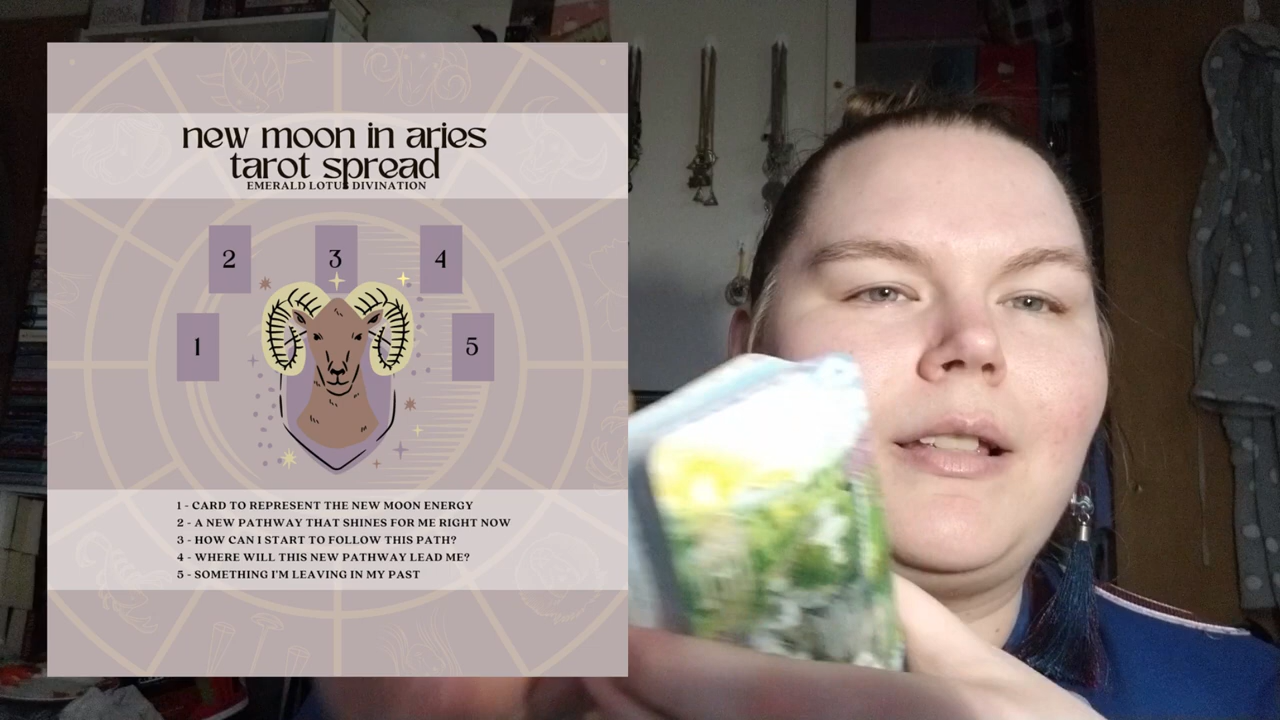 new moon in aries
tarot spread
EMERALD LOTUS DIVINATION
2
3
4
1
5
1 - CARD TO REPRESENT THE NEW MOON ENERGY
2 - A NEW PATHWAY THAT SHINES FOR ME RIGHT NOW
3 - HOW CAN I START TO FOLLOW THIS PATH?
4 - WHERE WILL THIS NEW PATHWAY LEAD ME?
5 - SOMETHING I'M LEAVING IN MY PAST